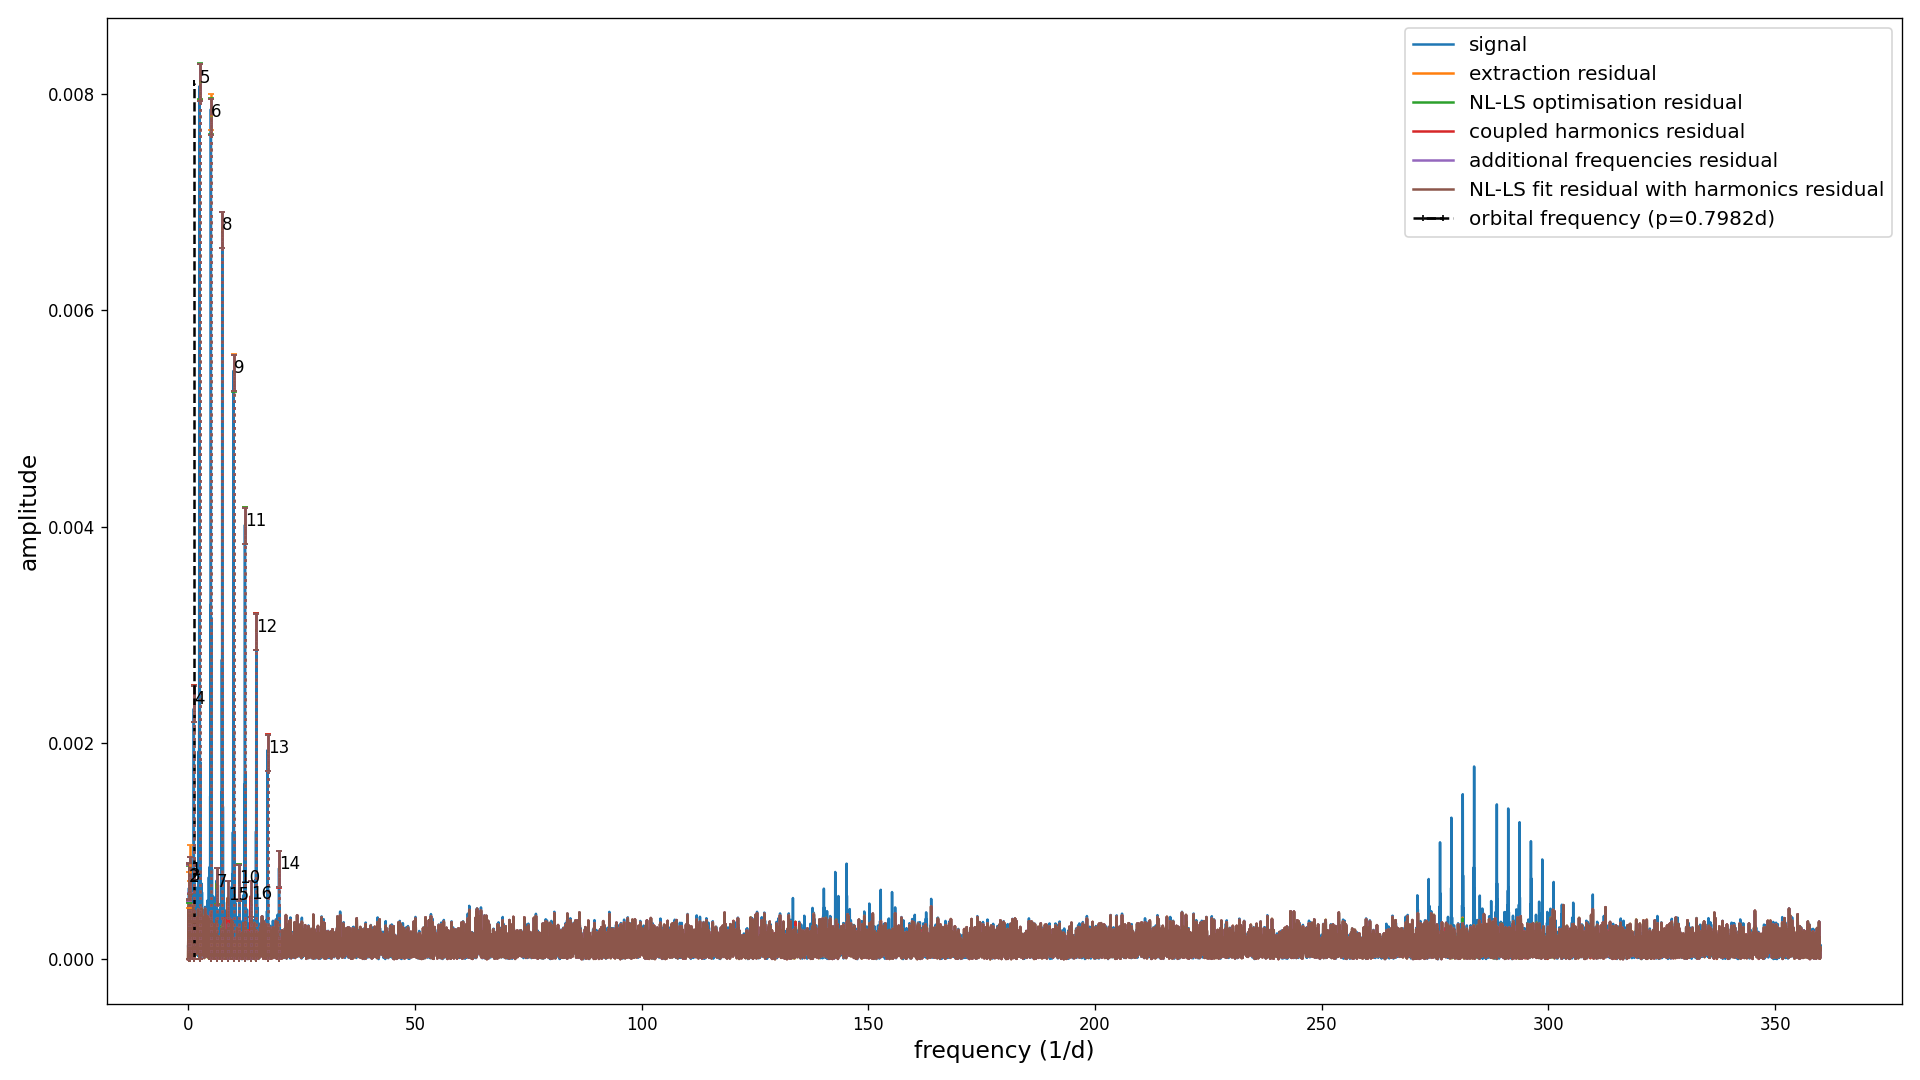 signal
extraction residual
NL-LS optimisation residual
coupled harmonics residual
additional frequencies residual
NL-LS fit residual with harmonics residual
orbital frequency (p=0.7982d)
amplitude
0.008
0.006
0.004
0.002
0.000
5
6
8
9
11
12
4
13
14
7
10
15
16
0
50
100
150
200
250
300
350
frequency (1/d)